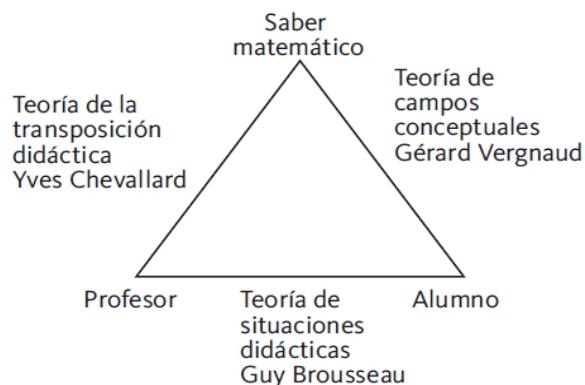 Saber
matemático
Teoría de la
transposición
didáctica
Yves Chevallard
Teoría de
campos
conceptuales
Gérard Vergnaud
Profesor
Teoría de
situaciones
didácticas
Guy Brousseau
Alumno